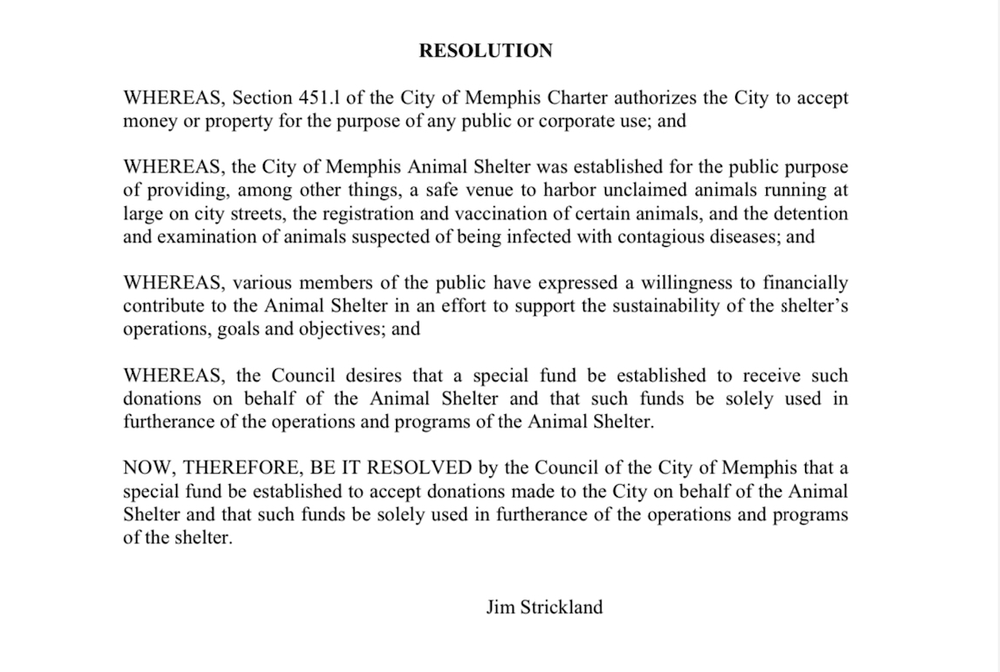 RESOLUTION
WHEREAS, Section 451.l of the City of Memphis Charter authorizes the City to accept
money or property for the purpose of any public or corporate use; and
WHEREAS, the City of Memphis Animal Shelter was established for the public purpose
of providing, among other things, a safe venue to harbor unclaimed animals running at
large on city streets, the registration and vaccination of certain animals, and the detention
and examination of animals suspected of being infected with contagious diseases; and
WHEREAS, various members of the public have expressed a willingness to financially
contribute to the Animal Shelter in an effort to support the sustainability of the shelter’s
operations, goals and objectives; and
WHEREAS, the Council desires that a special fund be established to receive such
donations on behalf of the Animal Shelter and that such funds be solely used in
furtherance of the operations and programs of the Animal Shelter.
NOW, THEREFORE, BE IT RESOLVED by the Council of the City of Memphis that a
special fund be established to accept donations made to the City on behalf of the Animal
Shelter and that such funds be solely used in furtherance of the operations and programs
of the shelter.
Jim Strickland